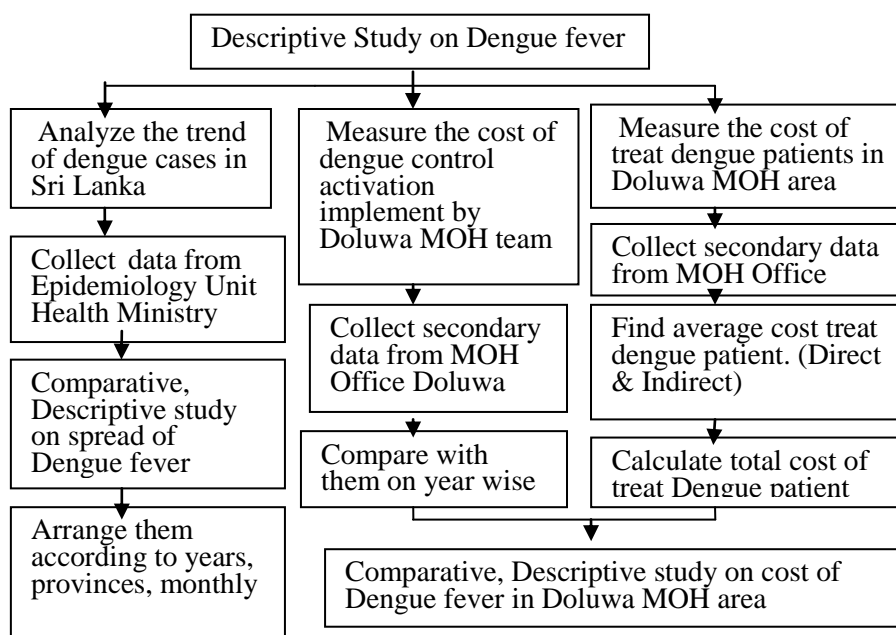 Descriptive Study on Dengue fever
Analyze the trend
of dengue cases in
Sri Lanka
Collect data from
Epidemiology Unit
Health Ministry
Comparative,
Descriptive study
on spread of
Dengue fever
Arrange them
according to years,
provinces, monthly
Measure the cost of
dengue control
activation
implement by
Doluwa MOH team
Collect secondary
data from MOH
Office Doluwa
Compare with
them on year wise
Measure the cost of
treat dengue patients in
Doluwa MOH area
Collect secondary data
from MOH Office
Find average cost treat
dengue patient. (Direct
& Indirect)
Calculate total cost of
treat Dengue patient
Comparative, Descriptive study on cost of
Dengue fever in Doluwa MOH area